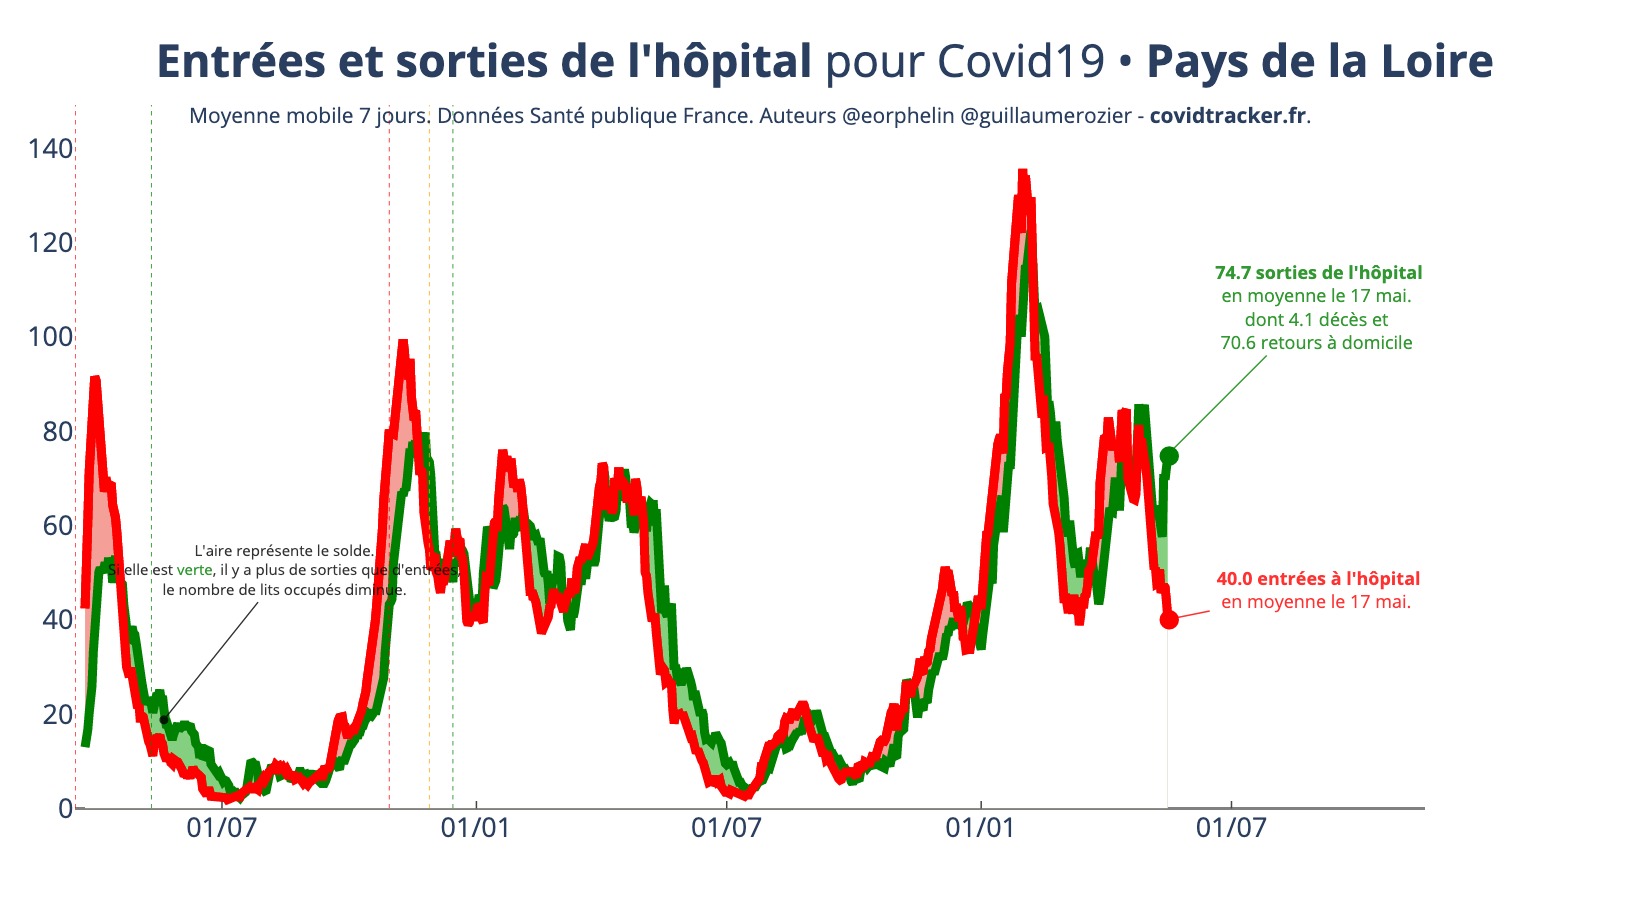 Entrées et sorties de l'hôpital pour Covid19 • Pays de la Loire
Moyenne mobile 7 jours. Données Santé publique France. Auteurs @eorphelin @guillaumerozier - covidtracker.fr.
140
120
100
80
60
40
20
0
74.7 sorties de l'hôpital
en moyenne le 17 mai.
dont 4.1 décès et
70.6 retours à domicile
L'aire représente le solde.
Si elle est verte, il y a plus de sorties que d'entrées,
le nombre de lits occupés diminue.
40.0 entrées à l'hôpital
en moyenne le 17 mai.
01/07
01/01
01/07
01/01
01/07